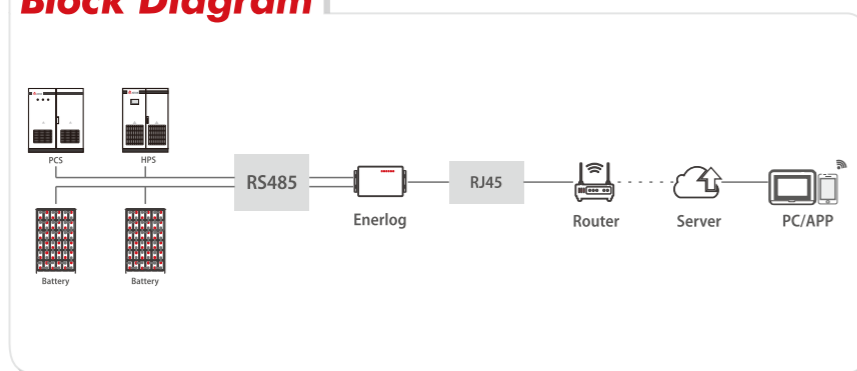 Block Diagram
PCS
HPS
RS485
RJ45
Enerlog
Router
Server
PC/APP
Battery
Battery